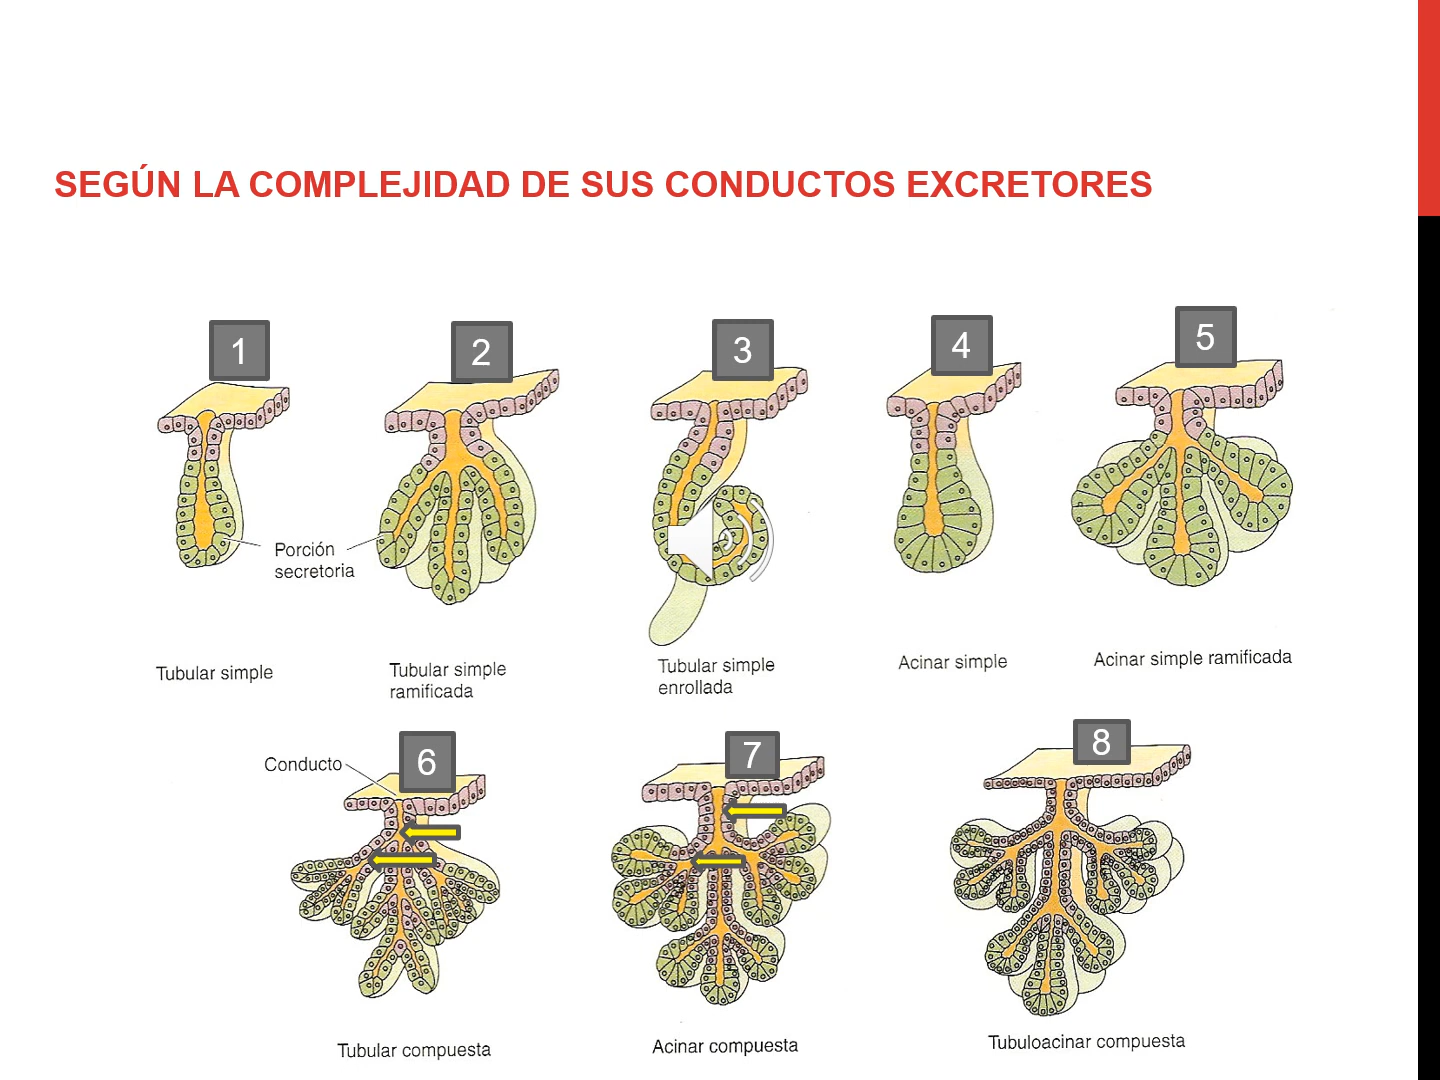 SEGÚN LA COMPLEJIDAD DE SUS CONDUCTOS EXCRETORES
1
2
3
4
5
Porción
secretoria
Tubular simple
Tubular simple
ramificada
Tubular simple
enrollada
Acinar simple
Acinar simple ramificada
6
7
8
Conducto
Tubular compuesta
Acinar compuesta
Tubuloacinar compuesta